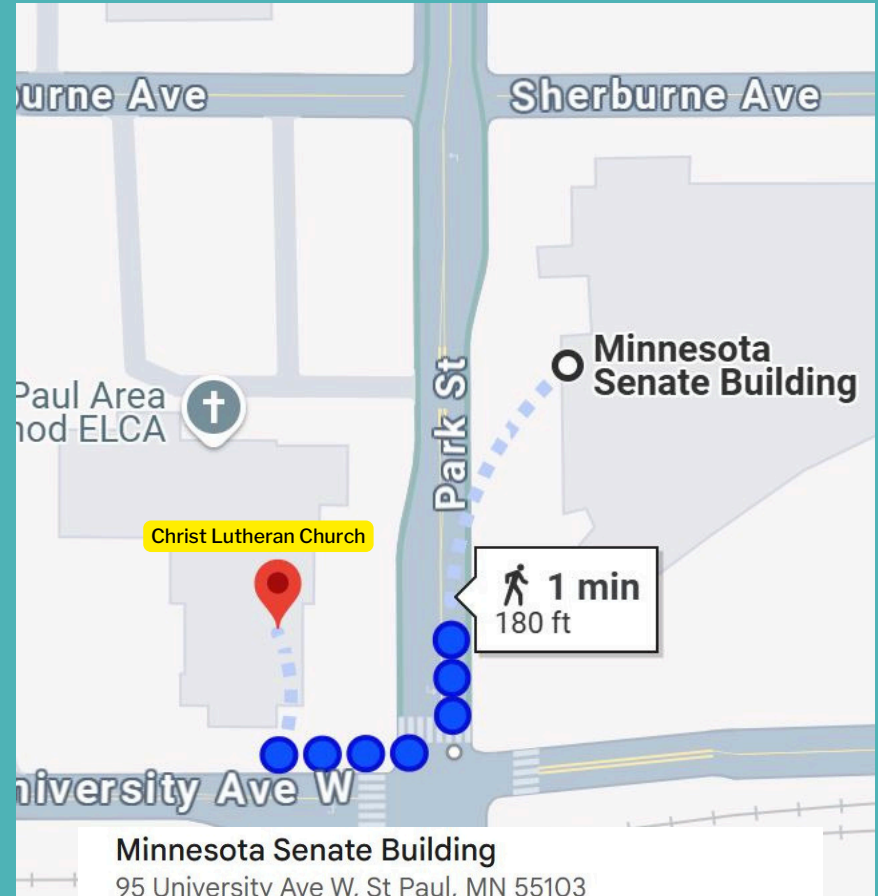 urne Ave
Sherburne Ave
Minnesota
Senate Building
Park St
Paul Area
nod ELCA
Christ Lutheran Church
1 min
180 ft
niversity Ave W
Minnesota Senate Building
95 University Ave W, St Paul, MN 55103